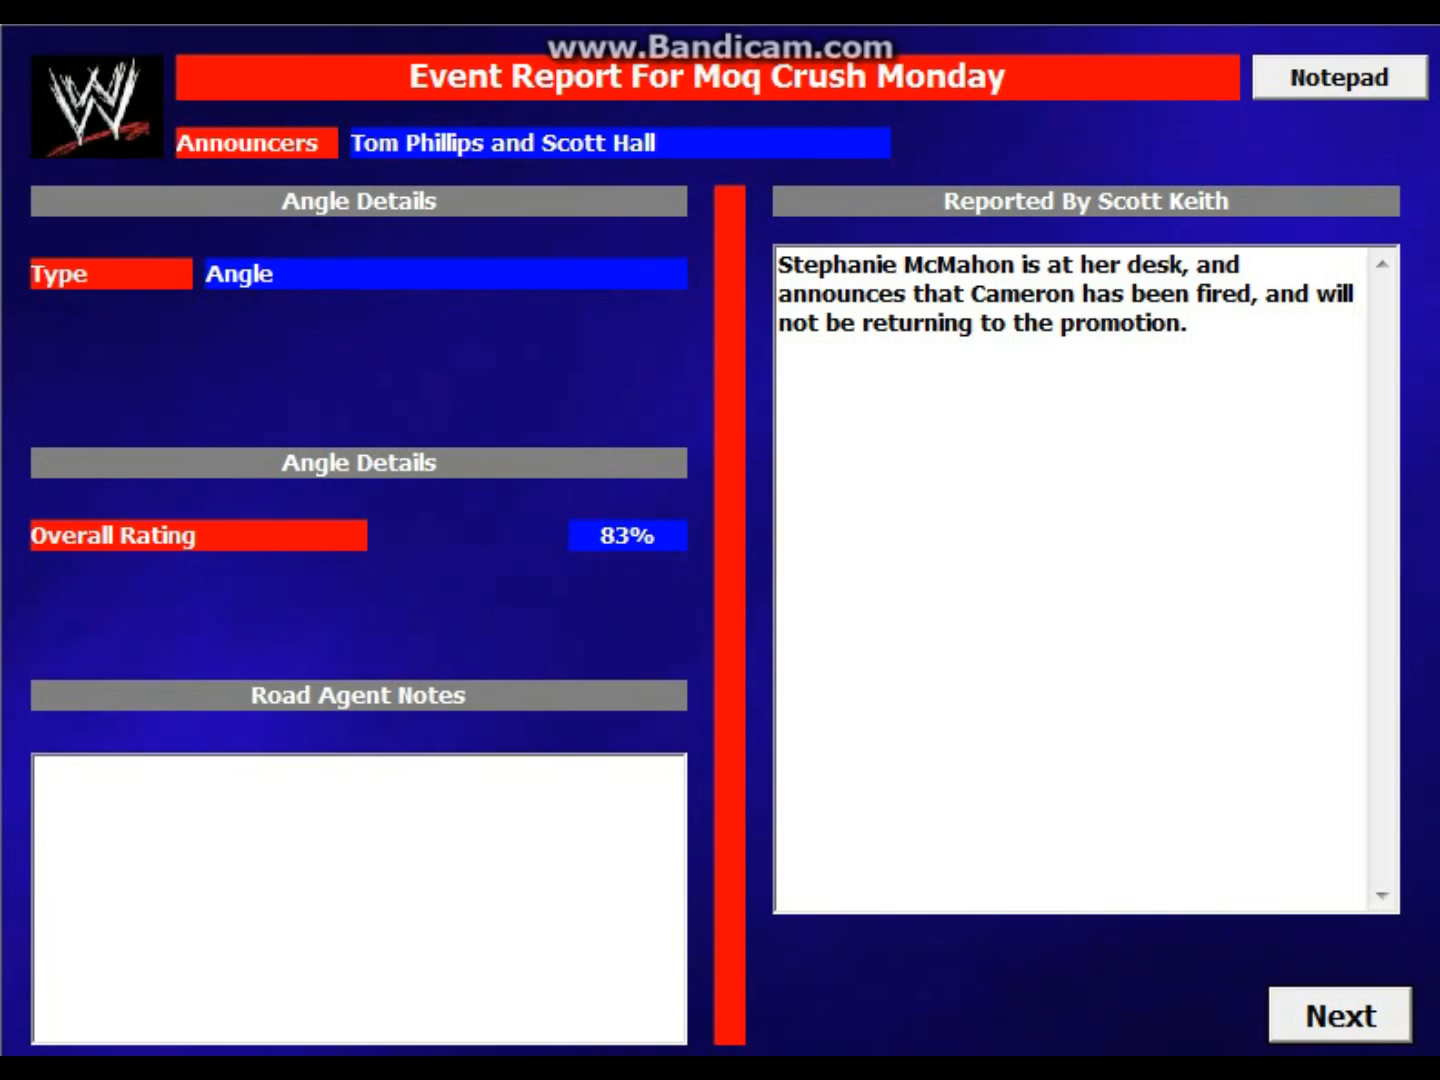 www.Bandicam.com
Event Report For Moq Crush Monday
Notepad
Announcers
Tom Phillips and Scott Hall
Angle Details
Type
Angle
Angle Details
Overall Rating
83%
Road Agent Notes
Reported By Scott Keith
Stephanie McMahon is at her desk, and
announces that Cameron has been fired, and will
not be returning to the promotion.
Next